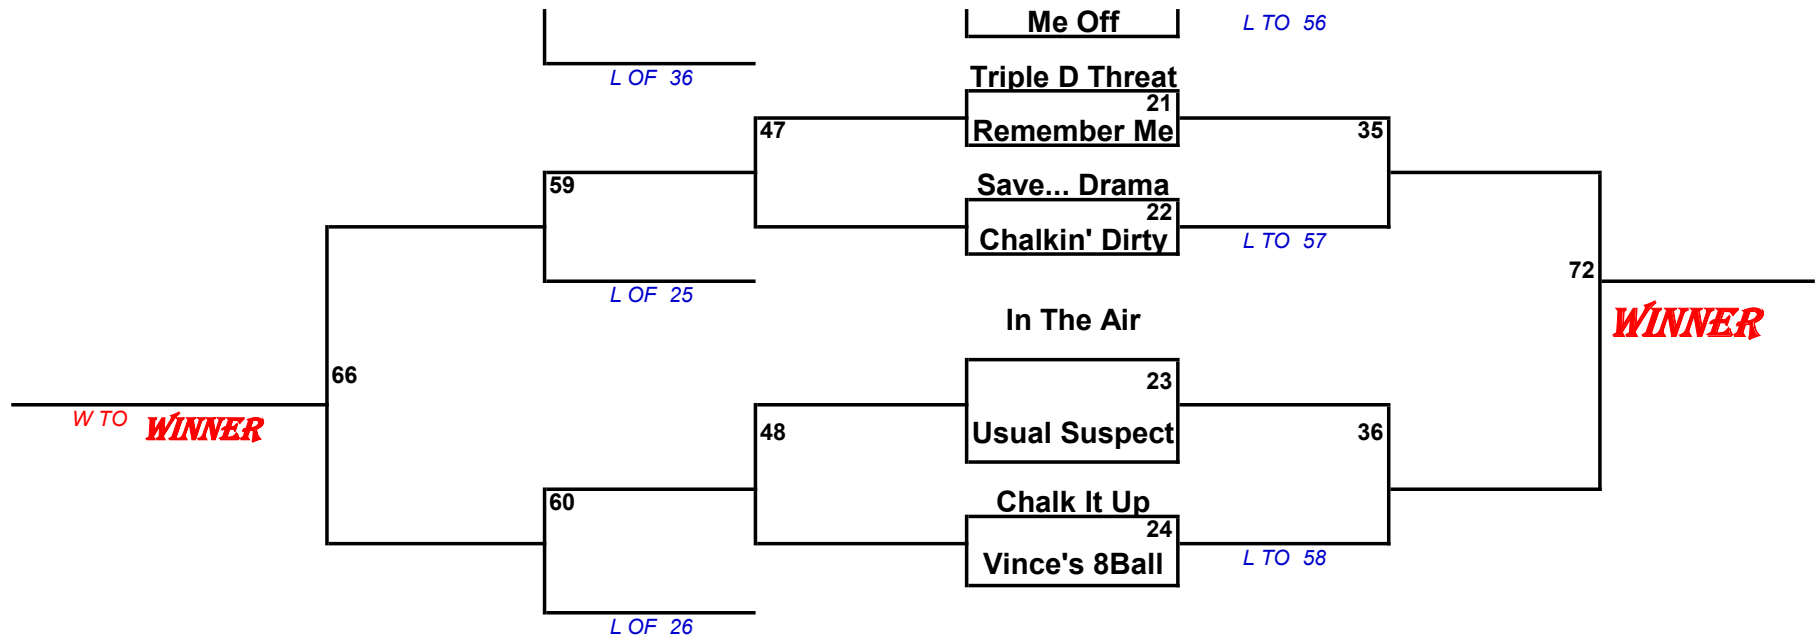 Me Off
L TO 56
L OF 36
Triple D Threat
21
47
Remember Me
35
59
Save... Drama
22
Chalkin' Dirty
L TO 57
72
L OF 25
In The Air
WINNER
66
23
W TO WINNER
48
Usual Suspect
36
60
Chalk It Up
24
Vince's 8Ball
L TO 58
L OF 26